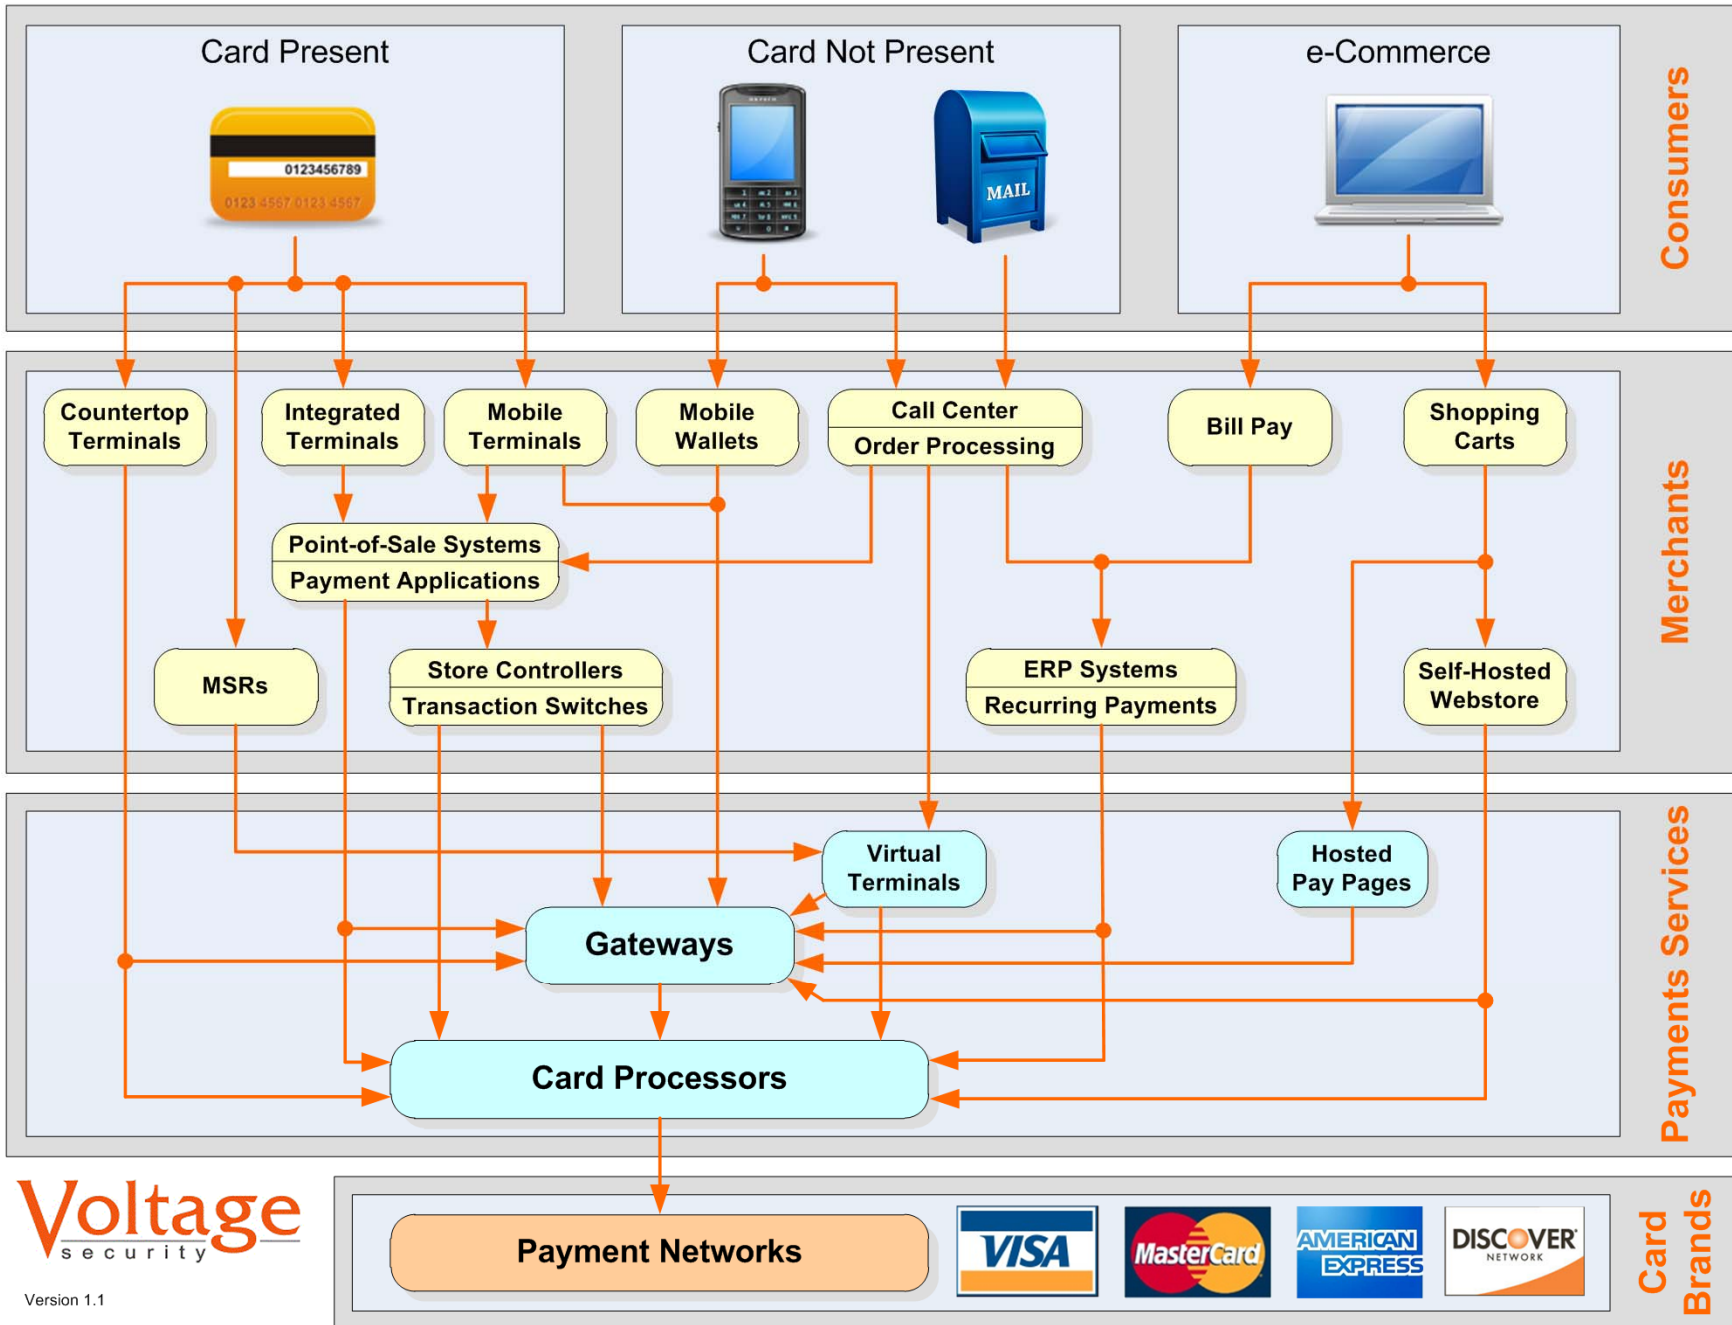 Card Present
Card Not Present
e-Commerce
Consumers
0123456789
0123 4567 0123 4567
MAIL
Countertop
Terminals
Integrated
Terminals
Mobile
Terminals
Mobile
Wallets
Call Center
Order Processing
Bill Pay
Shopping
Carts
Merchants
Point-of-Sale Systems
Payment Applications
MSRs
Store Controllers
Transaction Switches
ERP Systems
Recurring Payments
Self-Hosted
Webstore
Payments Services
Virtual
Terminals
Hosted
Pay Pages
Gateways
Card Processors
Voltage
security
Version 1.1
Payment Networks
VISA
MasterCard
AMERICAN
EXPRESS
DISCOVER
NETWORK
Card
Brands